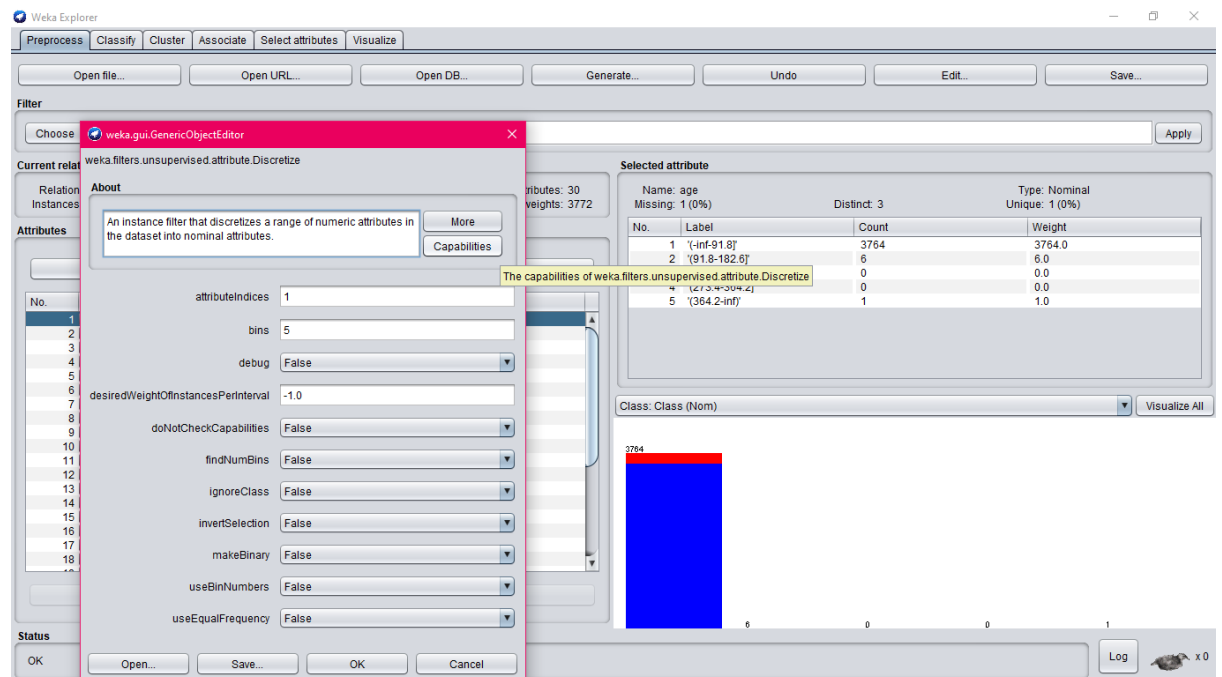 Weka Explorer
Preprocess Classify Cluster Associate Select attributes Visualize
Open file... Open URL... Open DB... Generate... Undo Edit... Save...
Filter
Choose weka.gui.GenericObjectEditor Apply
weka.filters.unsupervised.attribute.Discretize
Current relat
Selected attribute
About
Relation
Instances
tributes: 30
weights: 3772
Name: age Type: Nominal
Missing: 1 (0%) Distinct: 3 Unique: 1 (0%)
An instance filter that discretizes a range of numeric attributes in
the dataset into nominal attributes.
More
Capabilities
Attributes
No. Label Count Weight
1 '(-inf-91.8]' 3764 3764.0
2 '(91.8-182.6]' 6 6.0
0 0.0
4 '(273.4-364.2]' 0 0.0
5 '(364.2-inf)' 1 1.0
The capabilities of weka.filters.unsupervised.attribute.Discretize
No.
1
2
3
4
5
6
7
8
9
10
11
12
13
14
15
16
17
18
attributeIndices 1
bins 5
debug False
desiredWeightOfInstancesPerInterval -1.0
doNotCheckCapabilities False
findNumBins False
ignoreClass False
invertSelection False
makeBinary False
useBinNumbers False
useEqualFrequency False
Open... Save... OK Cancel
Class: Class (Nom) Visualize All
3764
6 0 0 1
Status
OK
Log x 0